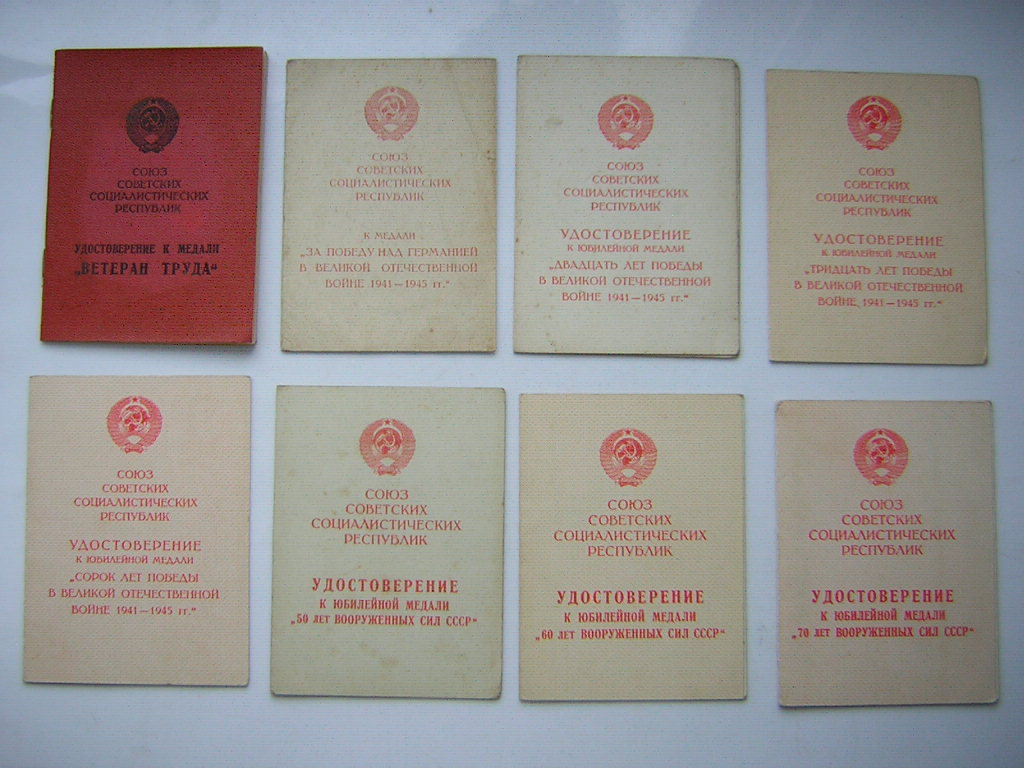 СОЮЗ
СОВЕТСКИХ
СОЦИАЛИСТИЧЕСКИХ
РЕСПУБЛИК
УДОСТОВЕРЕНИЕ К МЕДАЛИ
„ВЕТЕРАН ТРУДА“
СОЮЗ
СОВЕТСКИХ
СОЦИАЛИСТИЧЕСКИХ
РЕСПУБЛИК
К МЕДАЛИ
„ЗА ПОБЕДУ НАД ГЕРМАНИЕЙ
В ВЕЛИКОЙ ОТЕЧЕСТВЕННОЙ
ВОЙНЕ 1941—1945 гг.“
СОЮЗ
СОВЕТСКИХ
СОЦИАЛИСТИЧЕСКИХ
РЕСПУБЛИК
УДОСТОВЕРЕНИЕ
К ЮБИЛЕЙНОЙ МЕДАЛИ
„ДВАДЦАТЬ ЛЕТ ПОБЕДЫ
В ВЕЛИКОЙ ОТЕЧЕСТВЕННОЙ
ВОЙНЕ 1941—1945 гг.“
СОЮЗ
СОВЕТСКИХ
СОЦИАЛИСТИЧЕСКИХ
РЕСПУБЛИК
УДОСТОВЕРЕНИЕ
К ЮБИЛЕЙНОЙ МЕДАЛИ
„ТРИДЦАТЬ ЛЕТ ПОБЕДЫ
В ВЕЛИКОЙ ОТЕЧЕСТВЕННОЙ
ВОЙНЕ 1941—1945 гг.“
СОЮЗ
СОВЕТСКИХ
СОЦИАЛИСТИЧЕСКИХ
РЕСПУБЛИК
УДОСТОВЕРЕНИЕ
К ЮБИЛЕЙНОЙ МЕДАЛИ
„СОРОК ЛЕТ ПОБЕДЫ
В ВЕЛИКОЙ ОТЕЧЕСТВЕННОЙ
ВОЙНЕ 1941—1945 гг.“
СОЮЗ
СОВЕТСКИХ
СОЦИАЛИСТИЧЕСКИХ
РЕСПУБЛИК
УДОСТОВЕРЕНИЕ
К ЮБИЛЕЙНОЙ МЕДАЛИ
„50 ЛЕТ ВООРУЖЕННЫХ СИЛ СССР“
СОЮЗ
СОВЕТСКИХ
СОЦИАЛИСТИЧЕСКИХ
РЕСПУБЛИК
УДОСТОВЕРЕНИЕ
К ЮБИЛЕЙНОЙ МЕДАЛИ
„60 ЛЕТ ВООРУЖЕННЫХ СИЛ СССР“
СОЮЗ
СОВЕТСКИХ
СОЦИАЛИСТИЧЕСКИХ
РЕСПУБЛИК
УДОСТОВЕРЕНИЕ
К ЮБИЛЕЙНОЙ МЕДАЛИ
„70 ЛЕТ ВООРУЖЕННЫХ СИЛ СССР“